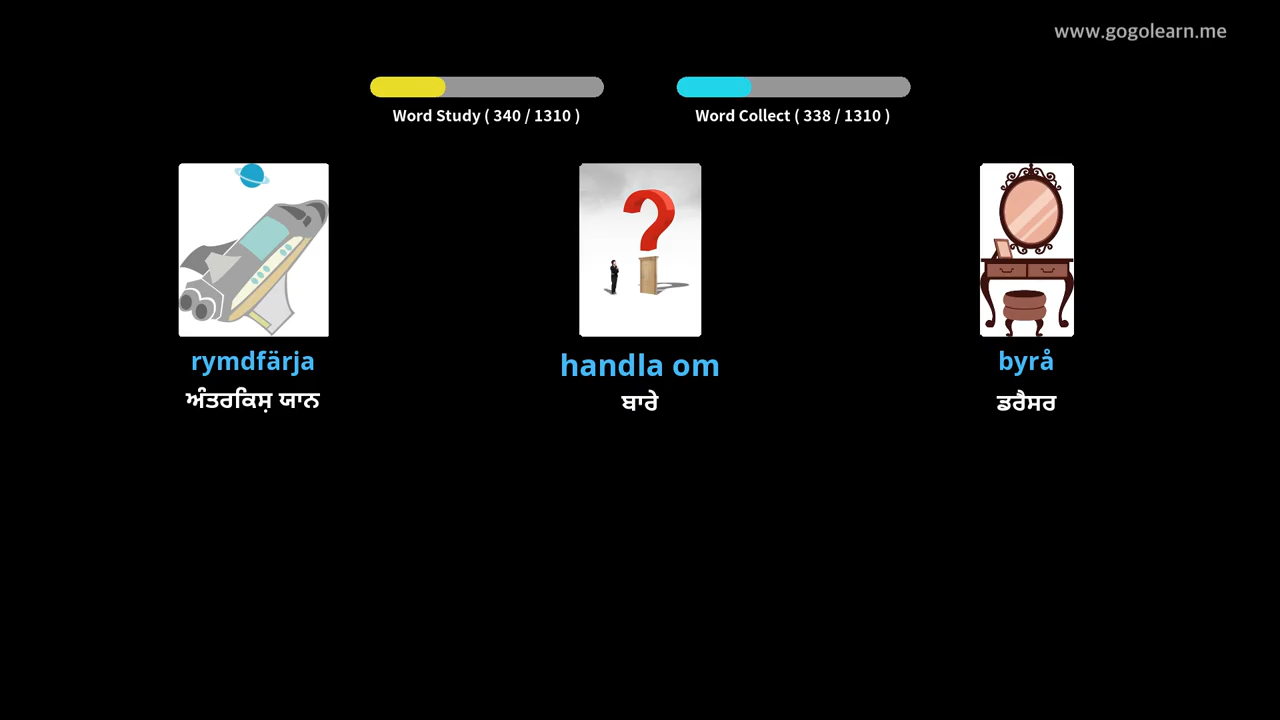 www.gogolearn.me
Word Study ( 340 / 1310 )
Word Collect ( 338 / 1310 )
rymdfärja
handla om
byrå
ਅੰਤਰਕਿਸ਼ ਯਾਨ
ਬਾਰੇ
ਡਰੈਸਰ